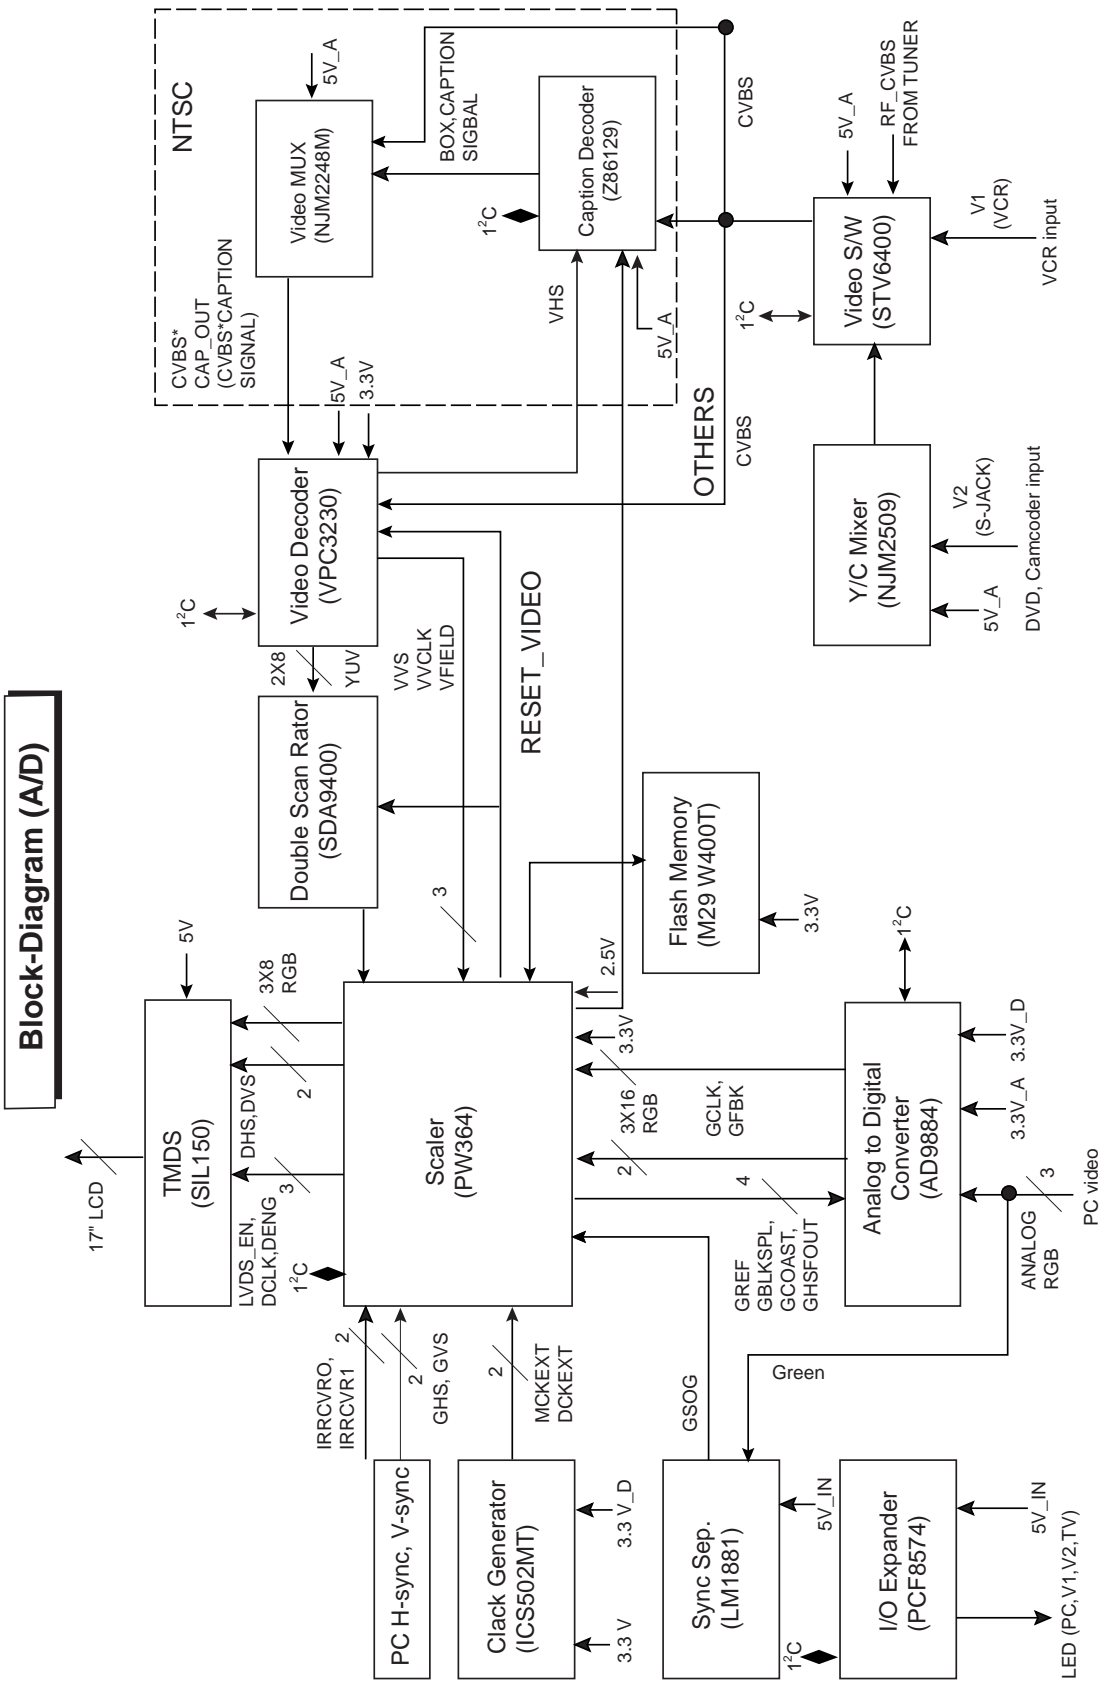 Block-Diagram (A/D)
PC H-sync, V-sync
IRRCVRO,
IRRCVR1
2
2
GHS, GVS
Clack Generator
(ICS502MT)
3.3 V
3.3 V_D
2
MCKEXT
DCKEXT
Sync Sep.
(LM1881)
5V_IN
GSOG
Green
I/O Expander
(PCF8574)
1²C
5V_IN
LED (PC,V1,V2,TV)
17" LCD
TMDS
(SIL150)
5V
LVDS_EN,
DCLK,DENG
3
DHS,DVS
2
3X8
RGB
1²C
Scaler
(PW364)
3.3V
2.5V
GREF
GBLKSPL,
GCOAST,
GHSFOUT
4
2
3X16
RGB
GCLK,
GFBK
Analog to Digital
Converter
(AD9884)
1²C
ANALOG
RGB
3
PC video
3.3V_A
3.3V_D
Flash Memory
(M29 W400T)
3.3V
Double Scan Rator
(SDA9400)
3
2X8
YUV
VVS
VVCLK
VFIELD
RESET_VIDEO
1²C
Video Decoder
(VPC3230)
5V_A
3.3V
NTSC
CVBS*
CAP_OUT
(CVBS*CAPTION
SIGNAL)
Video MUX
(NJM2248M)
5V_A
BOX,CAPTION
SIGBAL
1²C
Caption Decoder
(Z86129)
VHS
5V_A
OTHERS
CVBS
CVBS
Y/C Mixer
(NJM2509)
5V_A
V2
(S-JACK)
DVD, Camcoder input
1²C
Video S/W
(STV6400)
5V_A
RF_CVBS
FROM TUNER
V1
(VCR)
VCR input